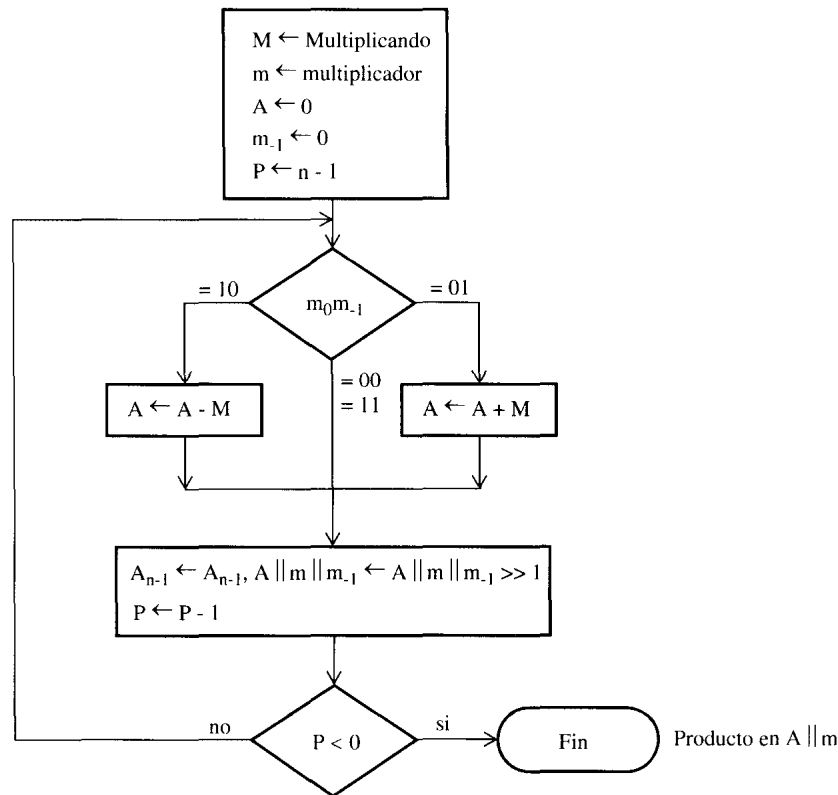 M ← Multiplicando
m ← multiplicador
A ← 0
m₋₁ ← 0
P ← n - 1
= 10
m₀m₋₁
= 01
= 00
= 11
A ← A - M
A ← A + M
Aₙ₋₁ ← Aₙ₋₁, A || m || m₋₁ ← A || m || m₋₁ >> 1
P ← P - 1
no
P < 0
si
Fin
Producto en A || m